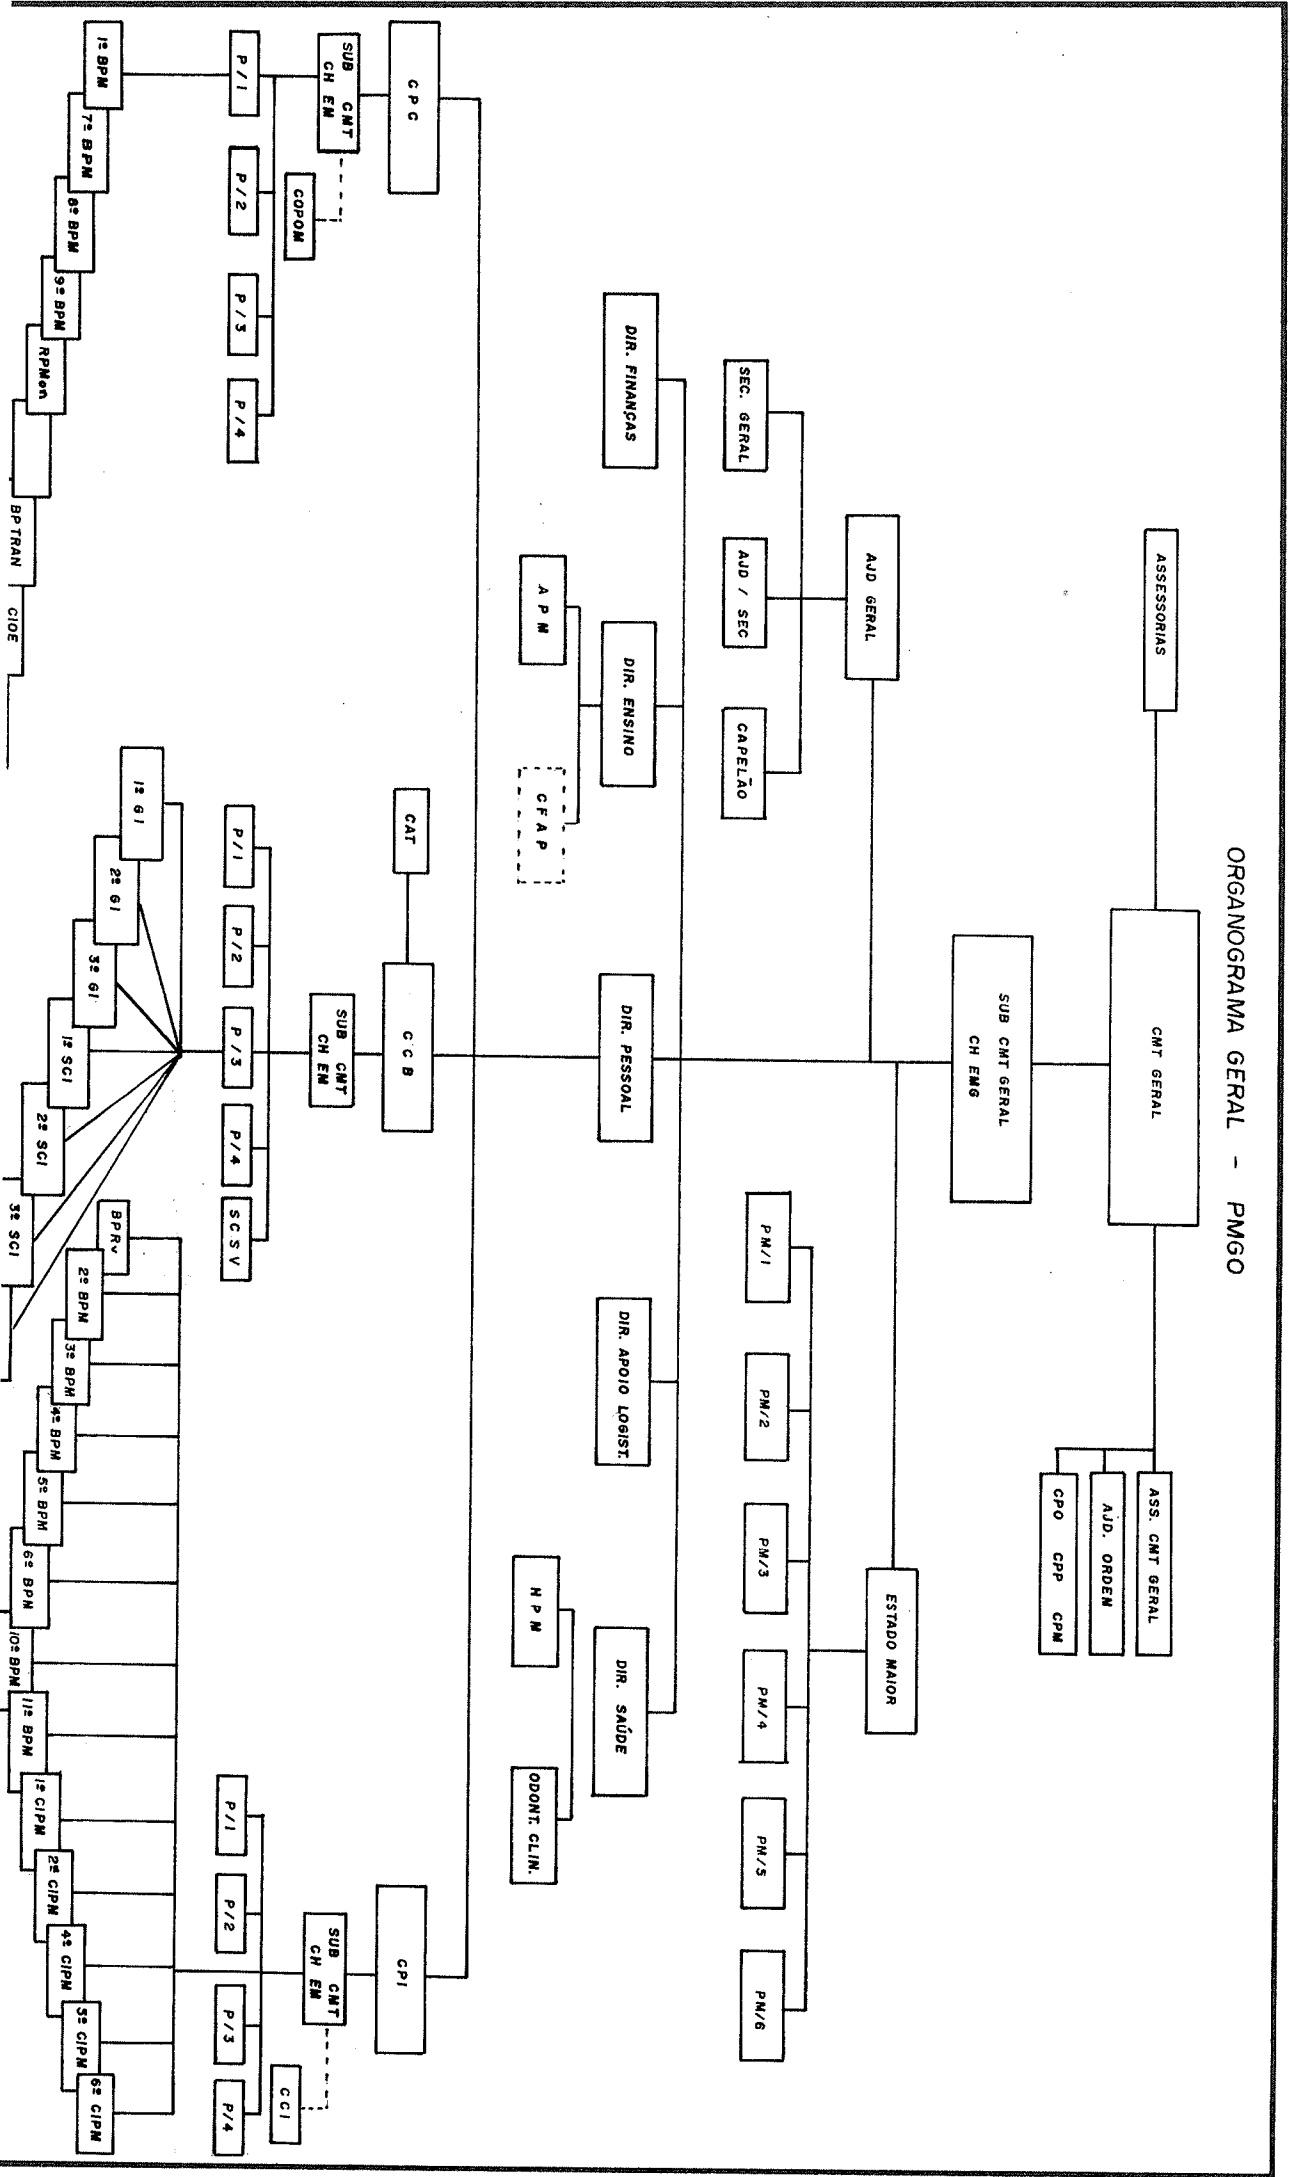 ORGANOGRAMA GERAL - PMGO
CMT GERAL
ASSESSORIAS
ASS. CMT GERAL
AJD. ORDEM
CPO CPP CPM
SUB CMT GERAL
CH EMG
AJD GERAL
ESTADO MAIOR
SEC. GERAL
AJD / SEC
CAPELÃO
PM/1
PM/2
PM/3
PM/4
PM/5
PM/6
DIR. FINANÇAS
DIR. ENSINO
DIR. PESSOAL
DIR. APOIO LOGIST.
DIR. SAÚDE
A P M
C F A P
H P M
ODONT. CLIN.
C P C
CAT
C C B
CPI
SUB CMT
CH EM
COPOM
SUB CMT
CH EM
SUB CMT
CH EM
CCI
P/1
P/2
P/3
P/4
P/1
P/2
P/3
P/4
S C S V
P/1
P/2
P/3
P/4
1º BPM
7º BPM
8º BPM
9º BPM
RPMon
BPTRAN
CIOE
1º GI
2º GI
3º GI
1º SCI
2º SCI
3º SCI
BPRv
2º BPM
3º BPM
4º BPM
5º BPM
6º BPM
10º BPM
11º BPM
1º CIPM
2º CIPM
4º CIPM
5º CIPM
6º CIPM